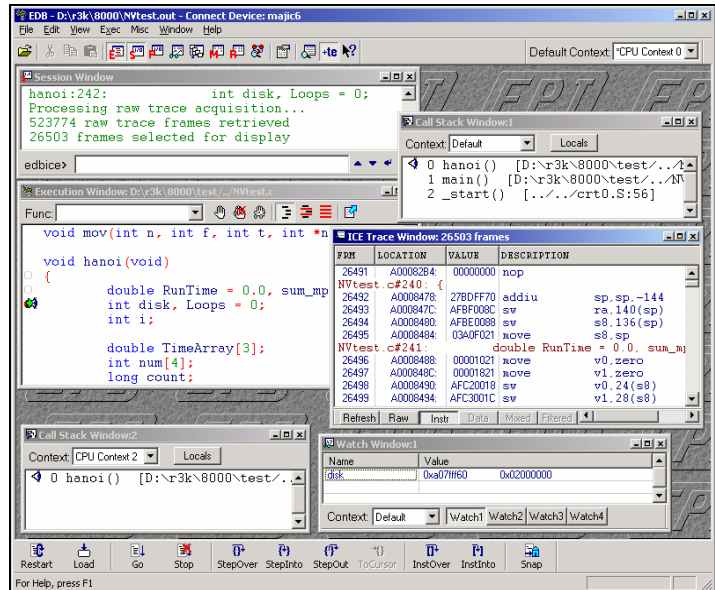 EDB - D:\r3k\8000\NVtest.out - Connect Device: majic6
File Edit View Exec Misc Window Help
Default Context: *CPU Context 0
Session Window
hanoi:242: int disk, Loops = 0;
Processing raw trace acquisition...
523774 raw trace frames retrieved
26503 frames selected for display
edbice>
EPI
Call Stack Window:1
Context: Default Locals
0 hanoi() [D:\r3k\8000\test/../
1 main() [D:\r3k\8000\test/../N
2 _start() [../../crt0.S:56]
Execution Window: D:\r3k\8000\test/../NVtest.c
Func:
void mov(int n, int f, int t, int *n
void hanoi(void)
{
double RunTime = 0.0, sum_mp
int disk, Loops = 0;
int i;
double TimeArray[3];
int num[4];
long count;
ICE Trace Window: 26503 frames
FRM LOCATION VALUE DESCRIPTION
26491 A00082B4: 00000000 nop
NVtest.c#240: {
26492 A0008478: 27BDFF70 addiu sp,sp,-144
26493 A000847C: AFBF008C sw ra,140(sp)
26494 A0008480: AFBE0088 sw s8,136(sp)
26495 A0008484: 03A0F021 move s8,sp
NVtest.c#241: double RunTime = 0.0, sum_mp
26496 A0008488: 00001021 move v0,zero
26497 A000848C: 00001821 move v1,zero
26498 A0008490: AFC20018 sw v0,24(s8)
26499 A0008494: AFC3001C sw v1,28(s8)
Refresh Raw Instr Data Mixed Filtered
Call Stack Window:2
Context: CPU Context 2 Locals
0 hanoi() [D:\r3k\8000\test/..
Watch Window:1
Name Value
disk 0xa07fff60 0x02000000
Context: Default Watch1 Watch2 Watch3 Watch4
Restart Load Go Stop StepOver StepInto StepOut ToCursor InstOver InstInto Snap
For Help, press F1